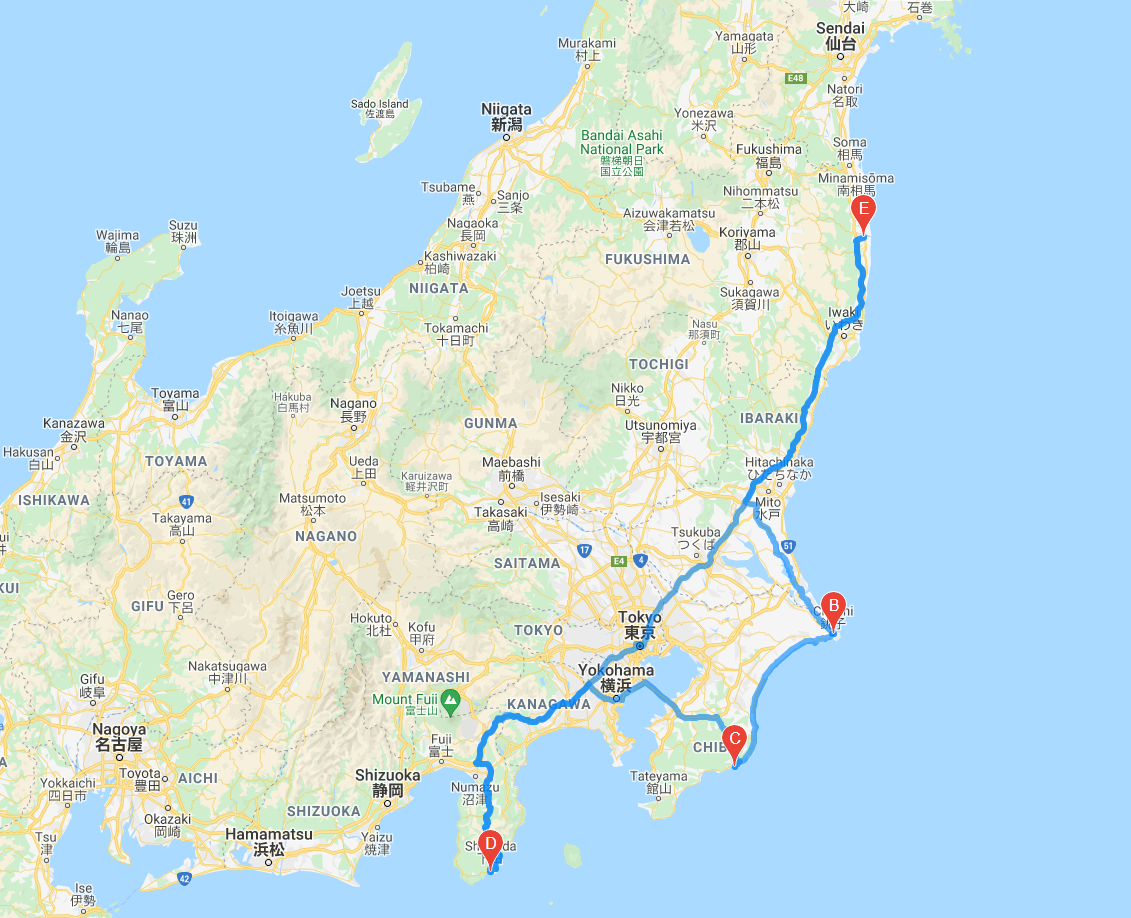 大崎
石巻
Sendai
仙台
Murakami
村上
Yamagata
山形
E48
Natori
名取
Sado Island
佐渡島
Niigata
新潟
Yonezawa
米沢
Bandai Asahi
National Park
磐梯朝日
国立公園
Fukushima
福島
Soma
相馬
Minamisōma
南相馬
Tsubame
燕
Sanjo
三条
Nihommatsu
二本松
E
Suzu
珠洲
Wajima
輪島
Nagaoka
長岡
Aizuwakamatsu
会津若松
Koriyama
郡山
Kashiwazaki
柏崎
FUKUSHIMA
NIIGATA
Joetsu
上越
Sukagawa
須賀川
Nanao
七尾
Itoigawa
糸魚川
Tokamachi
十日町
Nasu
那須町
Iwaki
いわき
TOCHIGI
Toyama
富山
Hakuba
白馬村
Nagano
長野
Nikko
日光
Kanazawa
金沢
GUNMA
Utsunomiya
宇都宮
IBARAKI
Hakusan
白山
TOYAMA
Ueda
上田
Karuizawa
軽井沢町
Maebashi
前橋
Hitachinaka
ひたちなか
ISHIKAWA
41
Matsumoto
松本
Takasaki
高崎
Isesaki
伊勢崎
Mito
水戸
Takayama
高山
NAGANO
Tsukuba
つくば
51
17
E4
4
SAITAMA
GIFU
Gero
下呂
Hokuto
北杜
Kofu
甲府
TOKYO
Tokyo
東京
B
Nakatsugawa
中津川
YAMANASHI
Yokohama
横浜
Gifu
岐阜
Mount Fuji
富士山
KANAGAWA
Nagoya
名古屋
Fuji
富士
C
Toyota
豊田
AICHI
Shizuoka
静岡
Numazu
沼津
Tateyama
館山
Yokkaichi
四日市
Okazaki
岡崎
SHIZUOKA
Tsu
津
Hamamatsu
浜松
Yaizu
焼津
D
42
Ise
伊勢